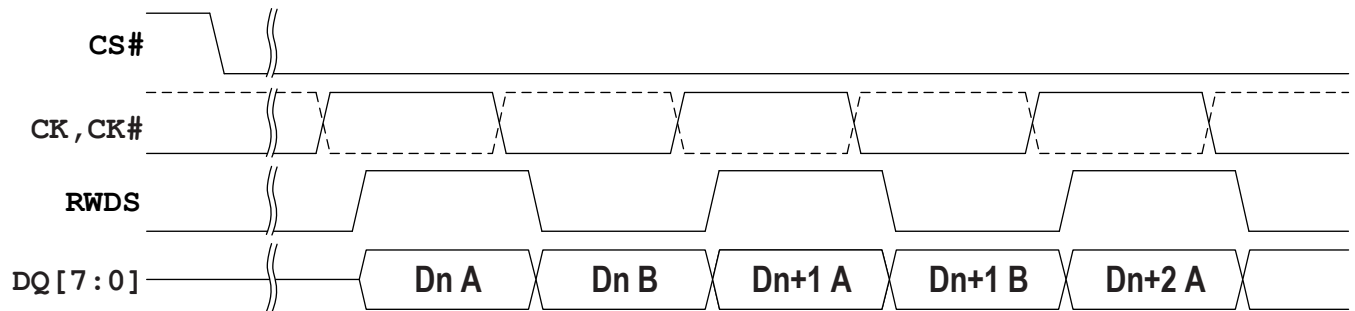 CS#
CK,CK#
RWDS
DQ[7:0] Dn A Dn B Dn+1 A Dn+1 B Dn+2 A